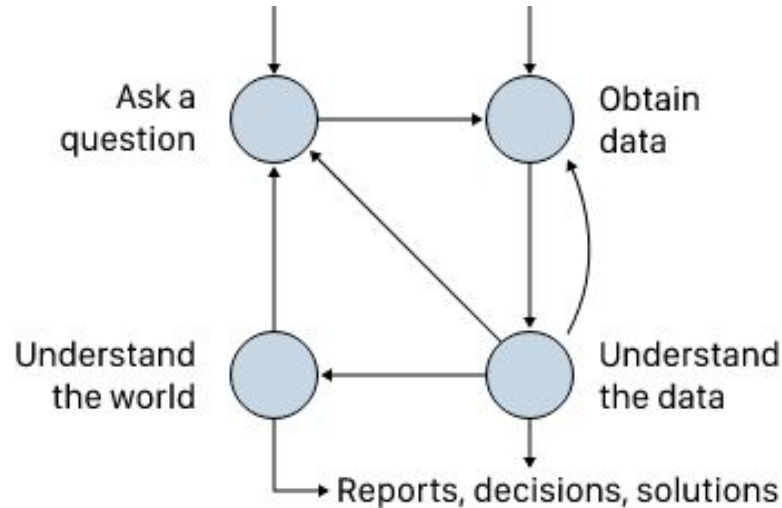 Ask a
question
Obtain
data
Understand
the world
Understand
the data
Reports, decisions, solutions